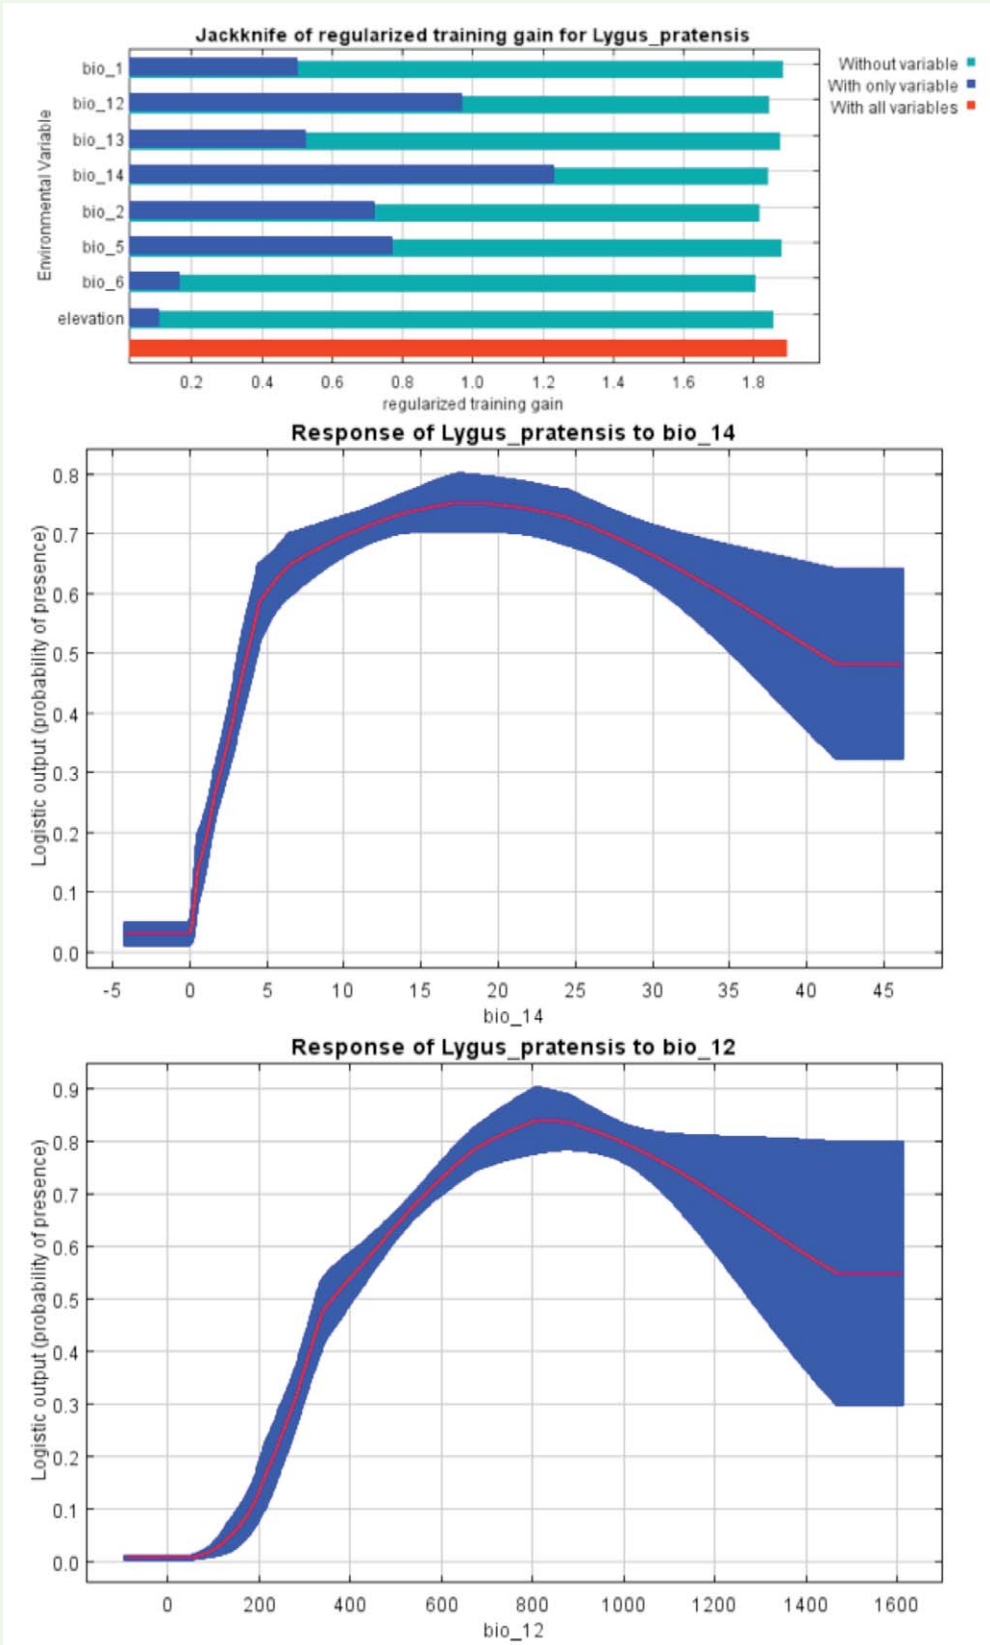 Jackknife of regularized training gain for Lygus_pratensis
Environmental Variable
bio_1
bio_12
bio_13
bio_14
bio_2
bio_5
bio_6
elevation
Without variable
With only variable
With all variables
0.2 0.4 0.6 0.8 1.0 1.2 1.4 1.6 1.8
regularized training gain
Response of Lygus_pratensis to bio_14
Logistic output (probability of presence)
0.8
0.7
0.6
0.5
0.4
0.3
0.2
0.1
0.0
-5 0 5 10 15 20 25 30 35 40 45
bio_14
Response of Lygus_pratensis to bio_12
Logistic output (probability of presence)
0.9
0.8
0.7
0.6
0.5
0.4
0.3
0.2
0.1
0.0
0 200 400 600 800 1000 1200 1400 1600
bio_12